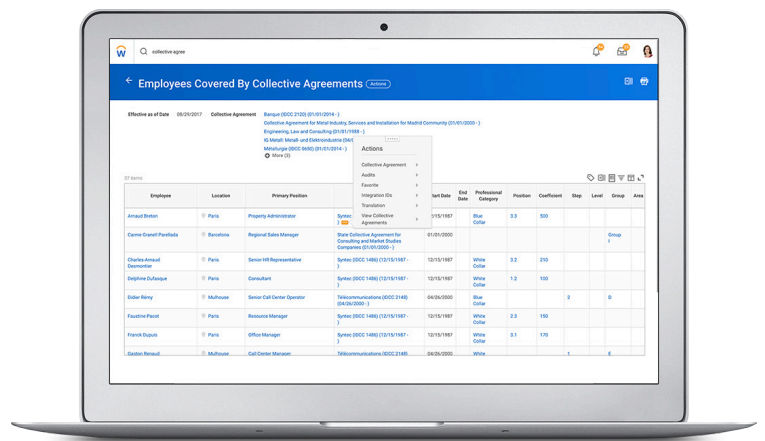 collective agree
Employees Covered By Collective Agreements Actions
Effective as of Date 08/29/2017 Collective Agreement Banque (IDCC 2120) (01/01/2014 - )
Collective Agreement for Metal Industry, Services and Installation for Madrid Community (01/01/2000 - )
Engineering, Law and Consulting (01/01/1988 - )
IG Metall: Metall- und Elektroindustrie (04/
Métallurgie (IDCC 5650) (01/01/2014 - )
More (3)
Actions
Collective Agreement
Audits
Favorite
Integration IDs
Translation
View Collective
Agreements
37 items
Employee Location Primary Position Start Date End Date Professional Category Position Coefficient Step Level Group Area
Arnaud Breton Paris Property Administrator Syntec (IDCC 1486) (12/15/1987 12/15/1987 Blue Collar 3.3 500
Carme Granell Parellada Barcelona Regional Sales Manager State Collective Agreement for Consulting and Market Studies Companies (01/01/2000 - ) 01/01/2000 Group I
Charles-Arnaud Desmontier Paris Senior HR Representative Syntec (IDCC 1486) (12/15/1987 - ) 12/15/1987 White Collar 3.2 210
Delphine Dufasque Paris Consultant Syntec (IDCC 1486) (12/15/1987 - ) 12/15/1987 White Collar 1.2 100
Didier Rémy Mulhouse Senior Call Center Operator Télécommunications (IDCC 2148) (04/26/2000 - ) 04/26/2000 Blue Collar 2 D
Faustine Pacot Paris Resource Manager Syntec (IDCC 1486) (12/15/1987 - ) 12/15/1987 White Collar 2.3 150
Franck Dupuis Paris Office Manager Syntec (IDCC 1486) (12/15/1987 - ) 12/15/1987 White Collar 3.1 170
Gaston Renaud Mulhouse Call Center Manager Télécommunications (IDCC 2148) 04/26/2000 White 1 E